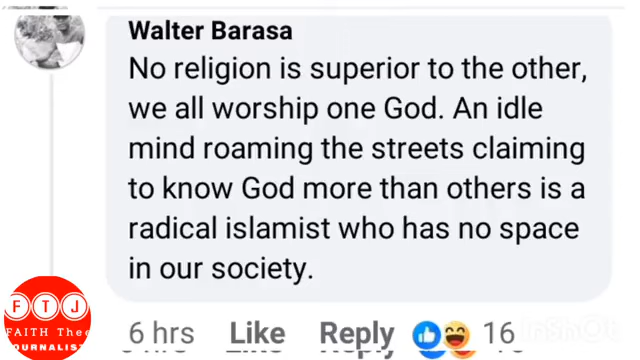 Walter Barasa
No religion is superior to the other,
we all worship one God. An idle
mind roaming the streets claiming
to know God more than others is a
radical islamist who has no space
in our society.
6 hrs Like Reply 16
F T J
FAITH Thee
OURNALIST
InShOt